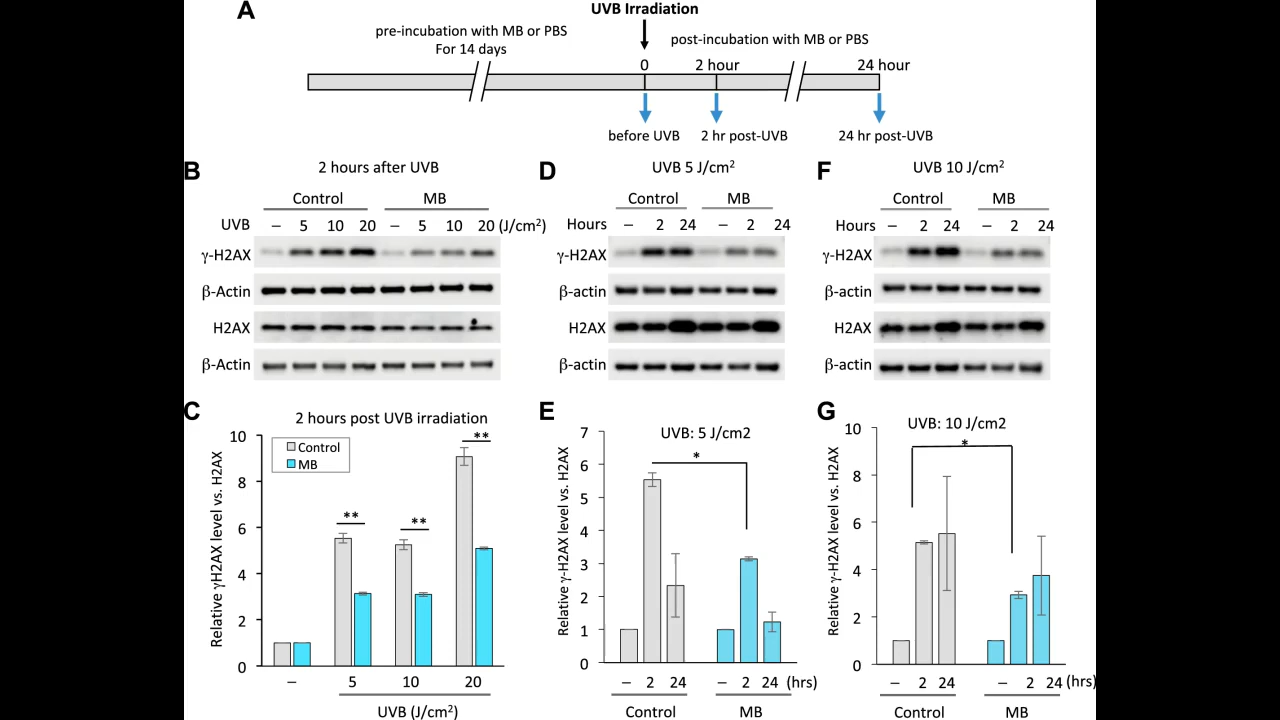 A
UVB Irradiation
pre-incubation with MB or PBS
For 14 days
post-incubation with MB or PBS
0 2 hour 24 hour
before UVB 2 hr post-UVB 24 hr post-UVB
B 2 hours after UVB
Control MB
UVB – 5 10 20 – 5 10 20 (J/cm²)
γ-H2AX
β-Actin
H2AX
β-Actin
D UVB 5 J/cm²
Control MB
Hours – 2 24 – 2 24
γ-H2AX
β-actin
H2AX
β-actin
F UVB 10 J/cm²
Control MB
Hours – 2 24 – 2 24
γ-H2AX
β-actin
H2AX
β-actin
C 2 hours post UVB irradiation
Relative γH2AX level vs. H2AX
10
8
6
4
2
0
Control
MB
** ** **
– 5 10 20
UVB (J/cm²)
E UVB: 5 J/cm2
Relative γ-H2AX level vs. H2AX
7
6
5
4
3
2
1
0
*
– 2 24 – 2 24 (hrs)
Control MB
G UVB: 10 J/cm2
Relative γ-H2AX level vs. H2AX
10
8
6
4
2
0
*
– 2 24 – 2 24 (hrs)
Control MB